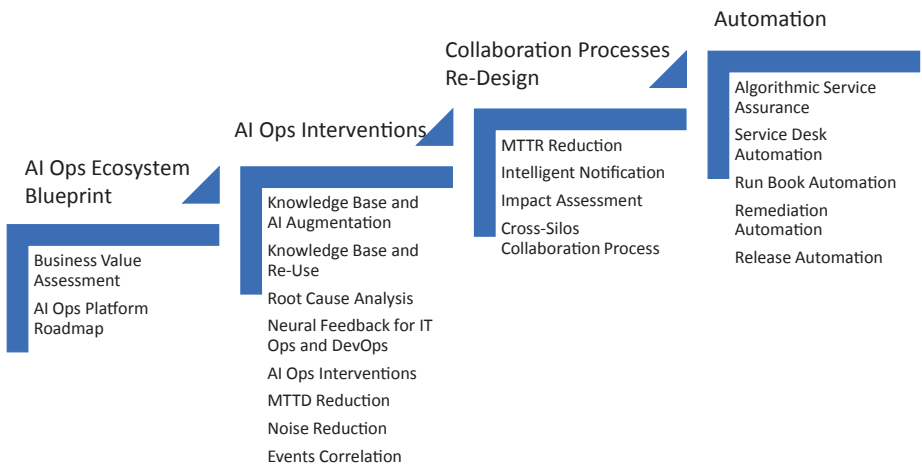 AI Ops Ecosystem
Blueprint
Business Value
Assessment
AI Ops Platform
Roadmap
AI Ops Interventions
Knowledge Base and
AI Augmentation
Knowledge Base and
Re-Use
Root Cause Analysis
Neural Feedback for IT
Ops and DevOps
AI Ops Interventions
MTTD Reduction
Noise Reduction
Events Correlation
Collaboration Processes
Re-Design
MTTR Reduction
Intelligent Notification
Impact Assessment
Cross-Silos
Collaboration Process
Automation
Algorithmic Service
Assurance
Service Desk
Automation
Run Book Automation
Remediation
Automation
Release Automation